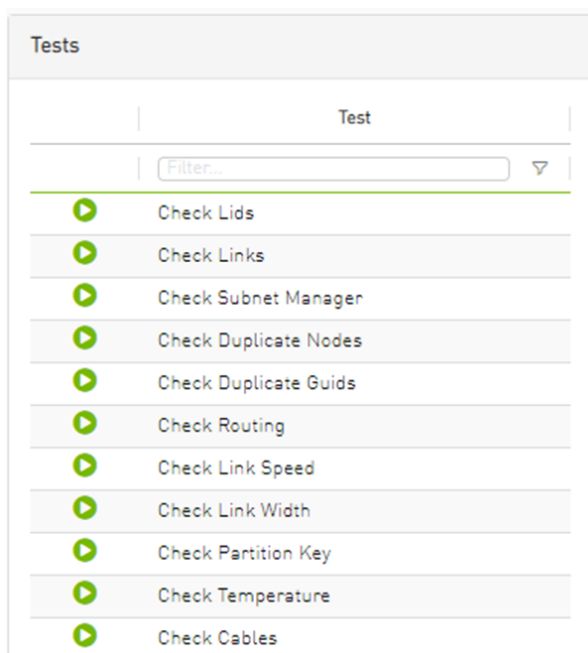 Tests
Test
Filter...
Check Lids
Check Links
Check Subnet Manager
Check Duplicate Nodes
Check Duplicate Guids
Check Routing
Check Link Speed
Check Link Width
Check Partition Key
Check Temperature
Check Cables